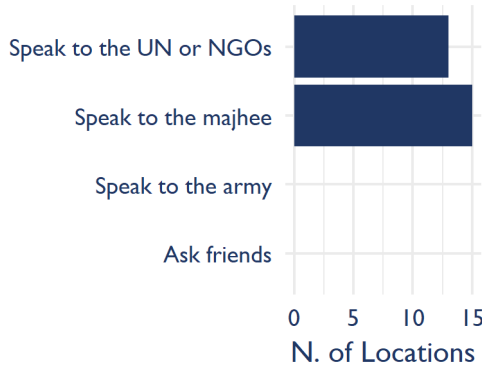 Speak to the UN or NGOs
Speak to the majhee
Speak to the army
Ask friends
0 5 10 15
N. of Locations